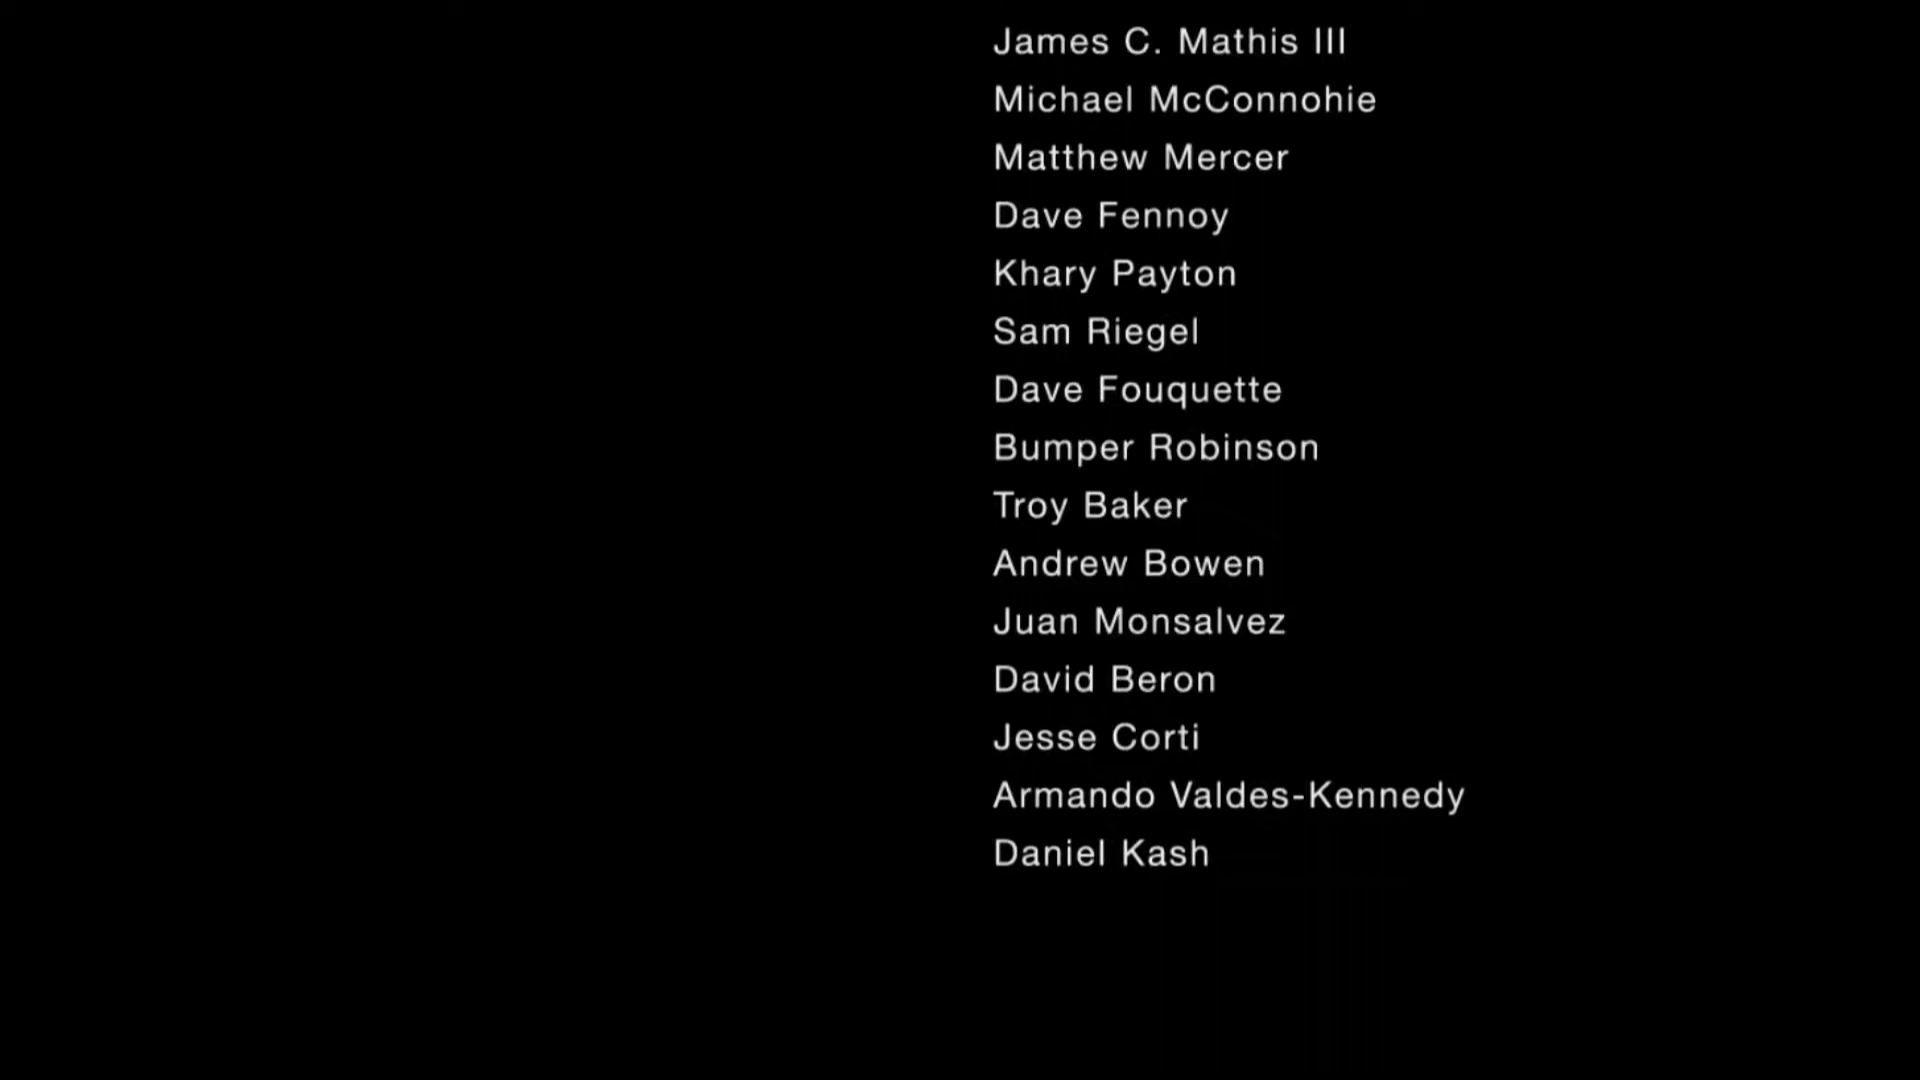 James C. Mathis III
Michael McConnohie
Matthew Mercer
Dave Fennoy
Khary Payton
Sam Riegel
Dave Fouquette
Bumper Robinson
Troy Baker
Andrew Bowen
Juan Monsalvez
David Beron
Jesse Corti
Armando Valdes-Kennedy
Daniel Kash